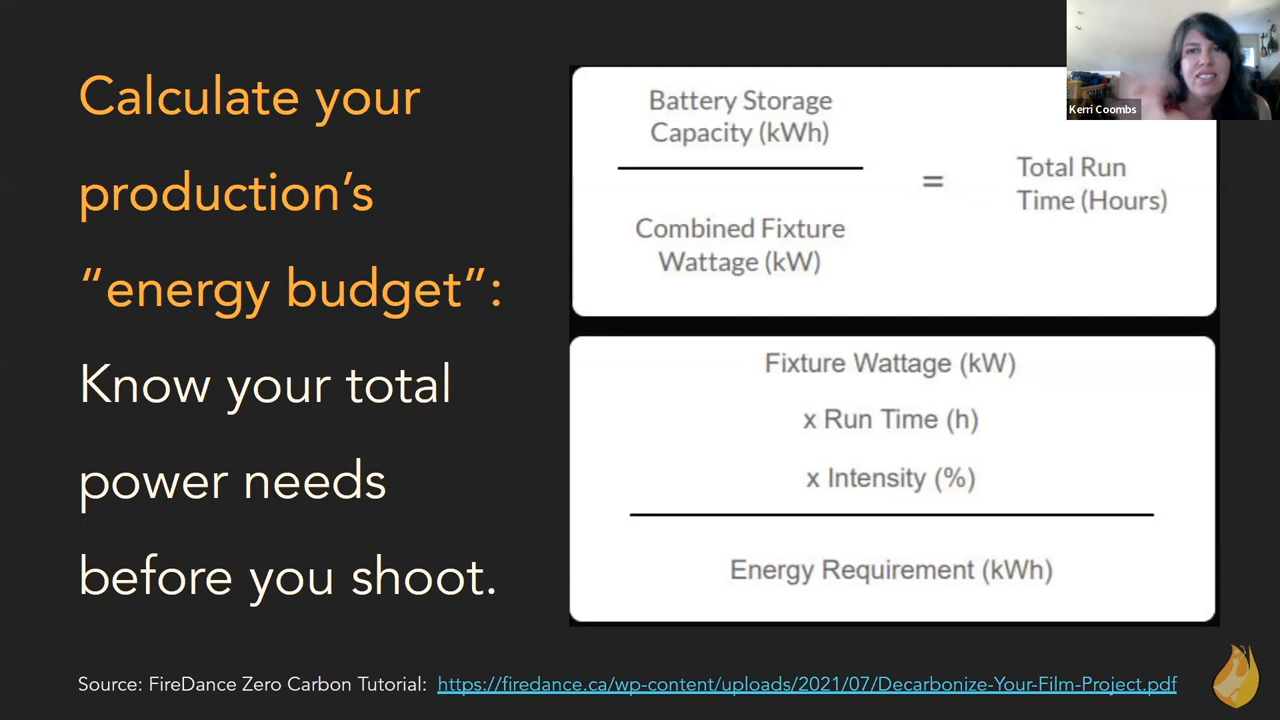 Calculate your
production’s
“energy budget”:
Know your total
power needs
before you shoot.
Battery Storage
Capacity (kWh)
Combined Fixture
Wattage (kW)
=
Total Run
Time (Hours)
Fixture Wattage (kW)
x Run Time (h)
x Intensity (%)
Energy Requirement (kWh)
Kerri Coombs
Source: FireDance Zero Carbon Tutorial: https://firedance.ca/wp-content/uploads/2021/07/Decarbonize-Your-Film-Project.pdf